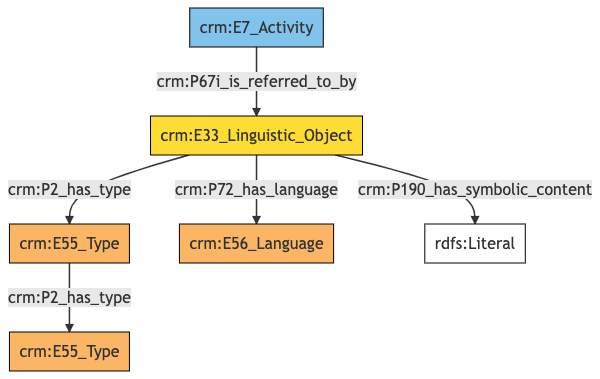 crm:E7_Activity
crm:P67i_is_referred_to_by
crm:E33_Linguistic_Object
crm:P2_has_type
crm:P72_has_language
crm:P190_has_symbolic_content
crm:E55_Type
crm:E56_Language
rdfs:Literal
crm:P2_has_type
crm:E55_Type